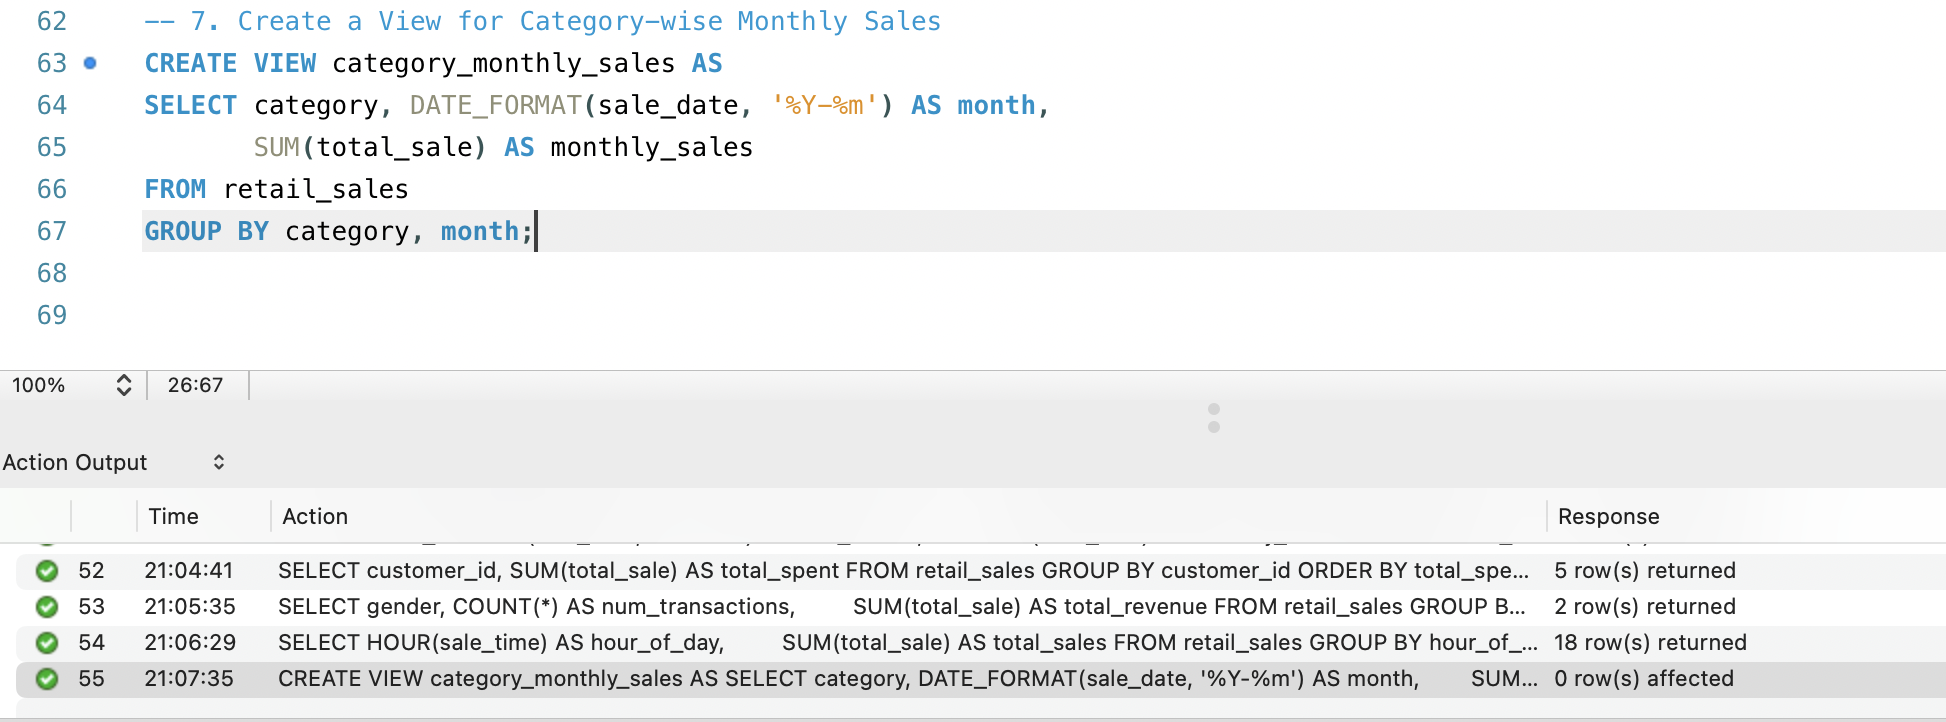 62 -- 7. Create a View for Category-wise Monthly Sales
63 CREATE VIEW category_monthly_sales AS
64 SELECT category, DATE_FORMAT(sale_date, '%Y-%m') AS month,
65 SUM(total_sale) AS monthly_sales
66 FROM retail_sales
67 GROUP BY category, month;
68
69
100% 26:67
Action Output
Time Action Response
52 21:04:41 SELECT customer_id, SUM(total_sale) AS total_spent FROM retail_sales GROUP BY customer_id ORDER BY total_spe... 5 row(s) returned
53 21:05:35 SELECT gender, COUNT(*) AS num_transactions, SUM(total_sale) AS total_revenue FROM retail_sales GROUP B... 2 row(s) returned
54 21:06:29 SELECT HOUR(sale_time) AS hour_of_day, SUM(total_sale) AS total_sales FROM retail_sales GROUP BY hour_of_... 18 row(s) returned
55 21:07:35 CREATE VIEW category_monthly_sales AS SELECT category, DATE_FORMAT(sale_date, '%Y-%m') AS month, SUM... 0 row(s) affected